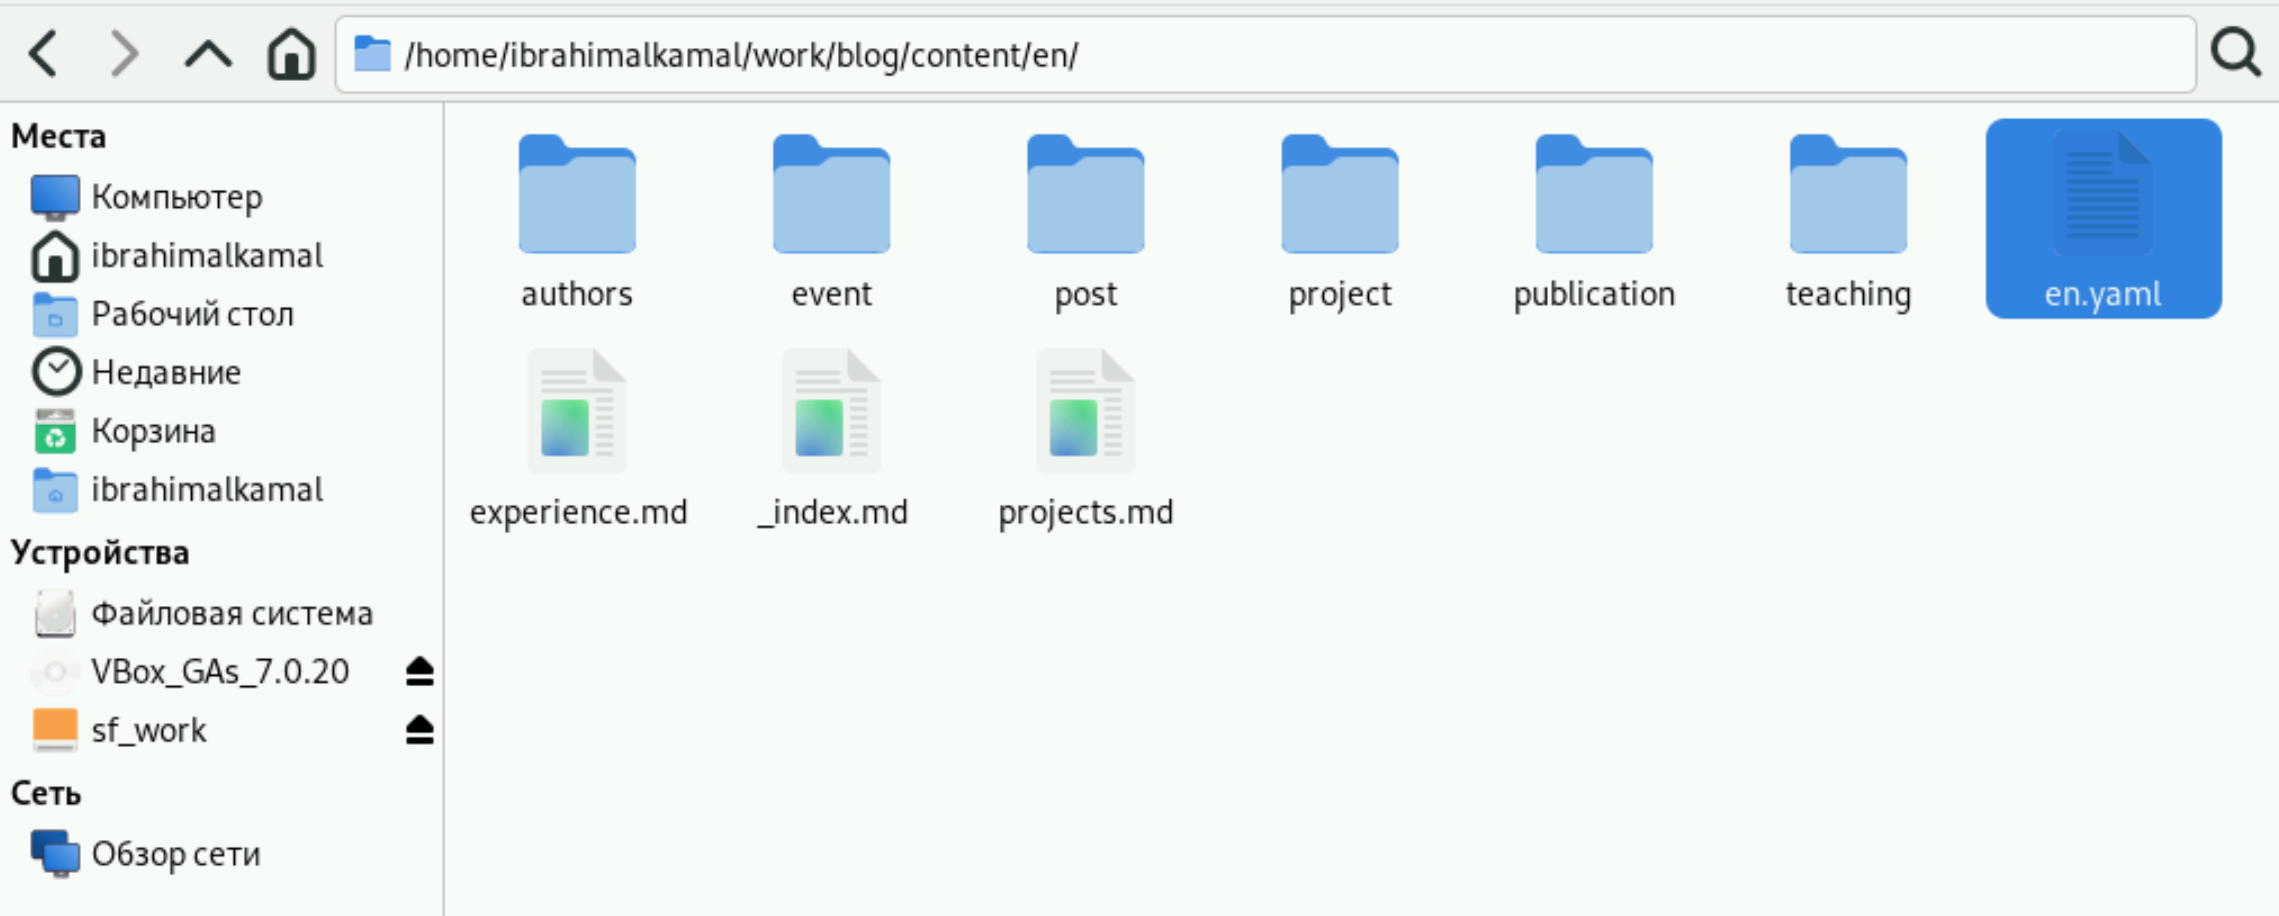 /home/ibrahimalkamal/work/blog/content/en/
Места
Компьютер
ibrahimalkamal
Рабочий стол
Недавние
Корзина
ibrahimalkamal
Устройства
Файловая система
VBox_GAs_7.0.20
sf_work
Сеть
Обзор сети
authors event post project publication teaching en.yaml
experience.md _index.md projects.md